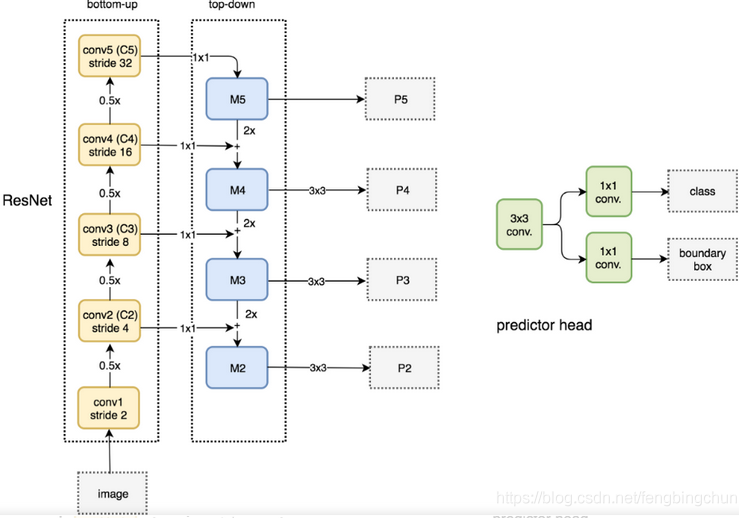 bottom-up
top-down
conv5 (C5)
stride 32
1x1
M5
P5
0.5x
2x
+
conv4 (C4)
stride 16
1x1
M4
3x3
P4
0.5x
2x
+
ResNet
conv3 (C3)
stride 8
1x1
M3
3x3
P3
0.5x
2x
+
conv2 (C2)
stride 4
1x1
M2
3x3
P2
0.5x
conv1
stride 2
image
3x3
conv.
1x1
conv.
class
1x1
conv.
boundary
box
predictor head
https://blog.csdn.net/fengbingchun